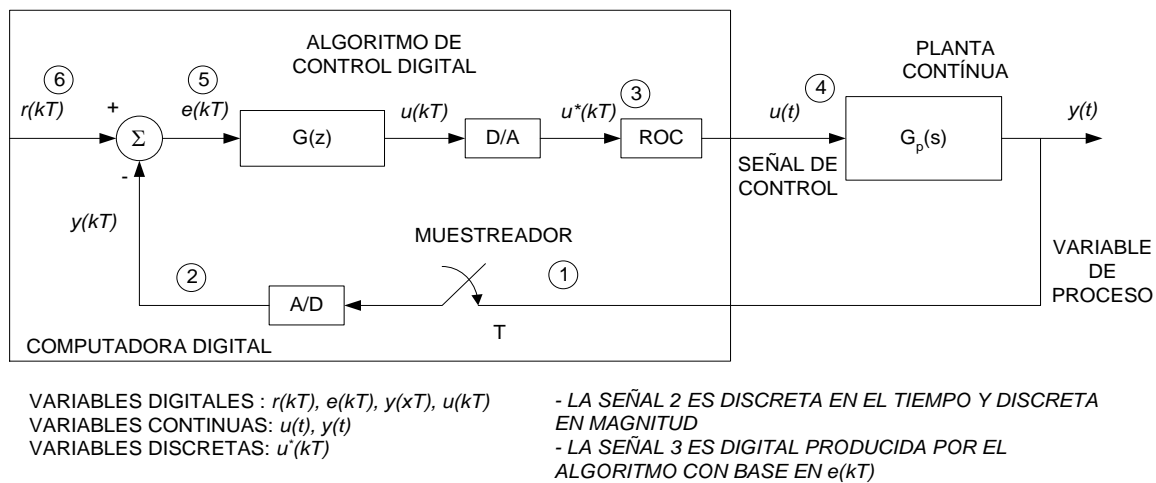 ALGORITMO DE
CONTROL DIGITAL
PLANTA
CONTÍNUA
6
r(kT)
+
Σ
-
5
e(kT)
G(z)
u(kT)
D/A
u*(kT)
3
ROC
u(t)
4
SEÑAL DE
CONTROL
Gp(s)
y(t)
y(kT)
MUESTREADOR
2
A/D
T
1
VARIABLE
DE
PROCESO
COMPUTADORA DIGITAL
VARIABLES DIGITALES : r(kT), e(kT), y(xT), u(kT)
VARIABLES CONTINUAS: u(t), y(t)
VARIABLES DISCRETAS: u*(kT)
- LA SEÑAL 2 ES DISCRETA EN EL TIEMPO Y DISCRETA
EN MAGNITUD
- LA SEÑAL 3 ES DIGITAL PRODUCIDA POR EL
ALGORITMO CON BASE EN e(kT)